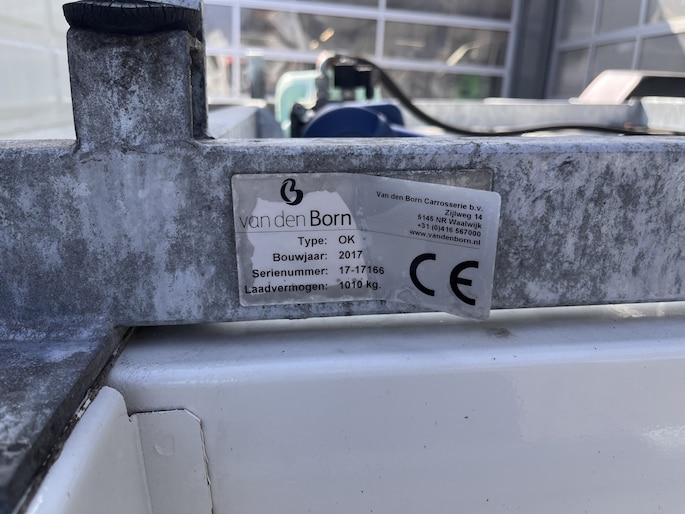 van den Born
Type: OK
Bouwjaar: 2017
Serienummer: 17-17166
Laadvermogen: 1010 kg.
Van den Born Carrosserie b.v.
Zijlweg 14
5145 NR Waalwijk
+31 (0)416 567000
www.vandenborn.nl
CE